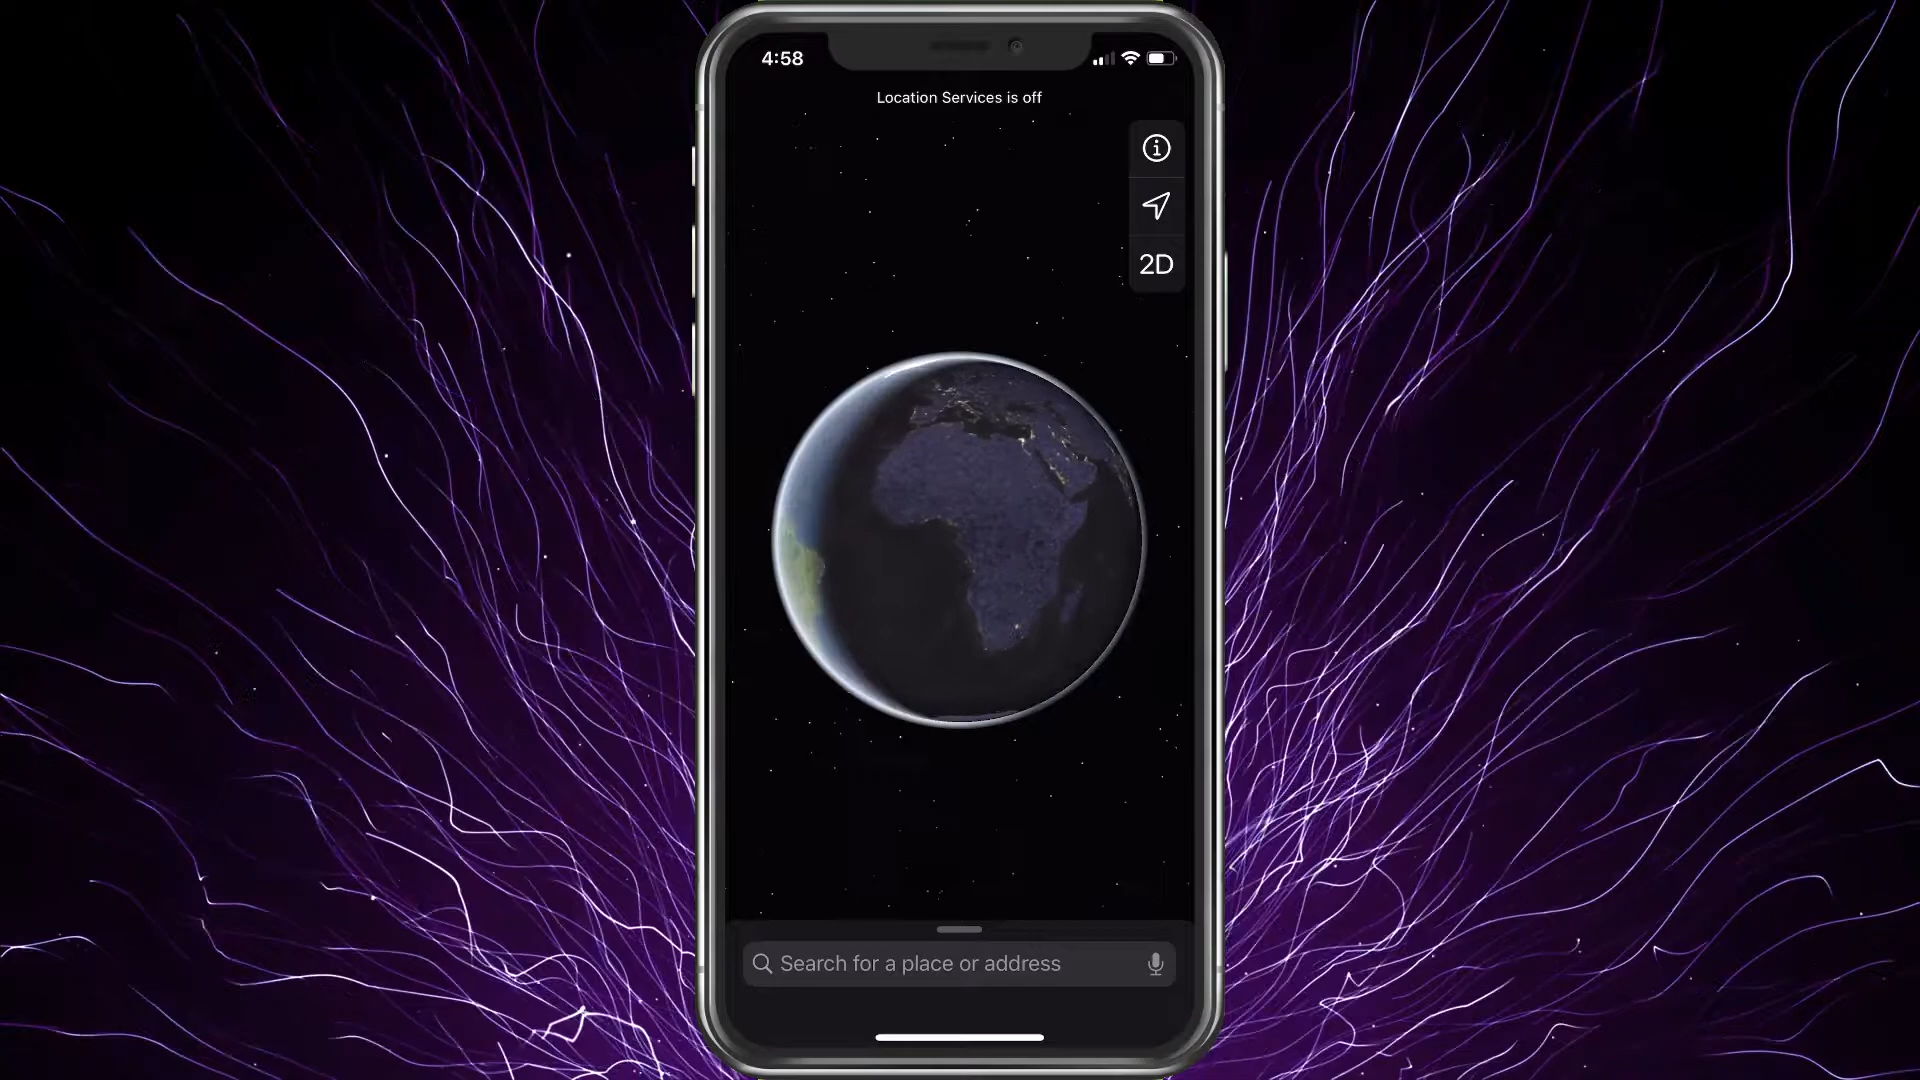 4:58
Location Services is off
2D
Search for a place or address